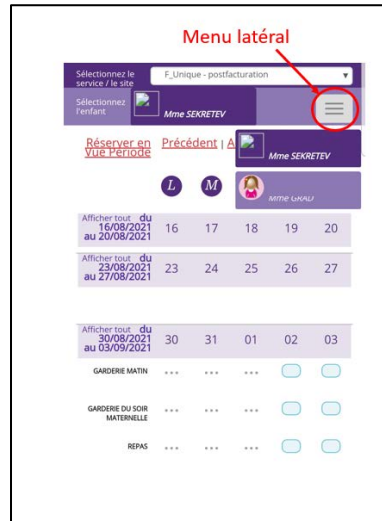 Menu latéral
Sélectionnez le
service / le site
F_Unique - postfacturation
Sélectionnez
l'enfant
Mme SEKRETEV
Réserver en
Vue Période
Précédent | A
Mme SEKRETEV
L M
Mme GRAD
Afficher tout du
16/08/2021
au 20/08/2021
16 17 18 19 20
Afficher tout du
23/08/2021
au 27/08/2021
23 24 25 26 27
Afficher tout du
30/08/2021
au 03/09/2021
30 31 01 02 03
GARDERIE MATIN ... ... ...
GARDERIE DU SOIR
MATERNELLE
... ... ...
REPAS ... ... ...